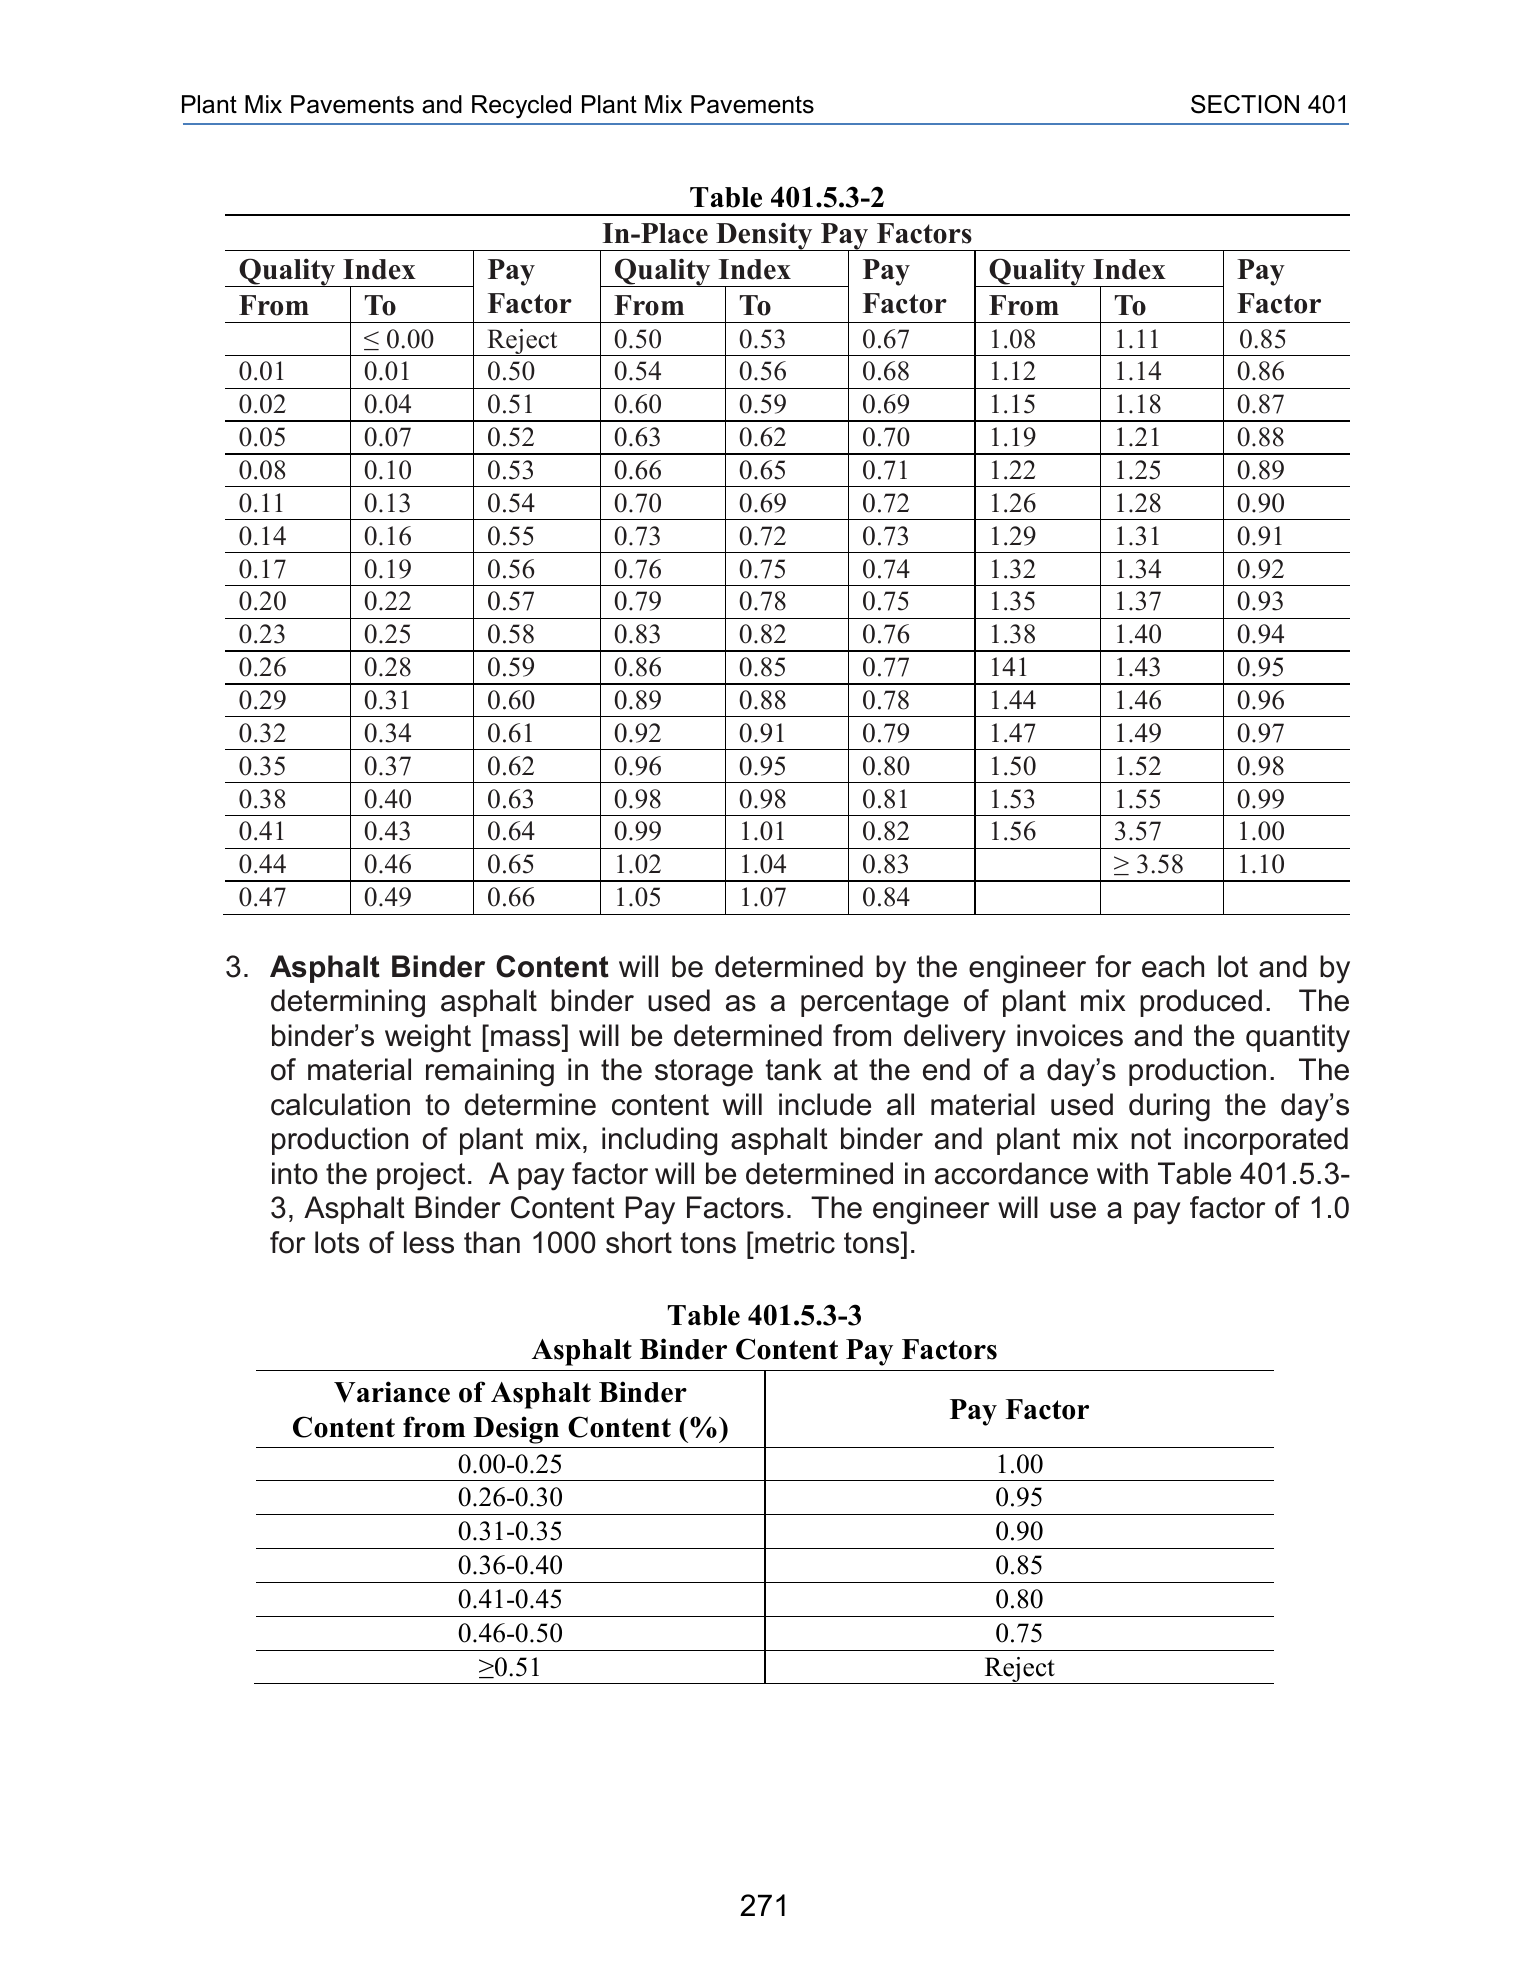 Plant Mix Pavements and Recycled Plant Mix Pavements SECTION 401
Table 401.5.3-2
In-Place Density Pay Factors
Quality Index Pay Quality Index Pay Quality Index Pay
From To Factor From To Factor From To Factor
≤ 0.00 Reject 0.50 0.53 0.67 1.08 1.11 0.85
0.01 0.01 0.50 0.54 0.56 0.68 1.12 1.14 0.86
0.02 0.04 0.51 0.60 0.59 0.69 1.15 1.18 0.87
0.05 0.07 0.52 0.63 0.62 0.70 1.19 1.21 0.88
0.08 0.10 0.53 0.66 0.65 0.71 1.22 1.25 0.89
0.11 0.13 0.54 0.70 0.69 0.72 1.26 1.28 0.90
0.14 0.16 0.55 0.73 0.72 0.73 1.29 1.31 0.91
0.17 0.19 0.56 0.76 0.75 0.74 1.32 1.34 0.92
0.20 0.22 0.57 0.79 0.78 0.75 1.35 1.37 0.93
0.23 0.25 0.58 0.83 0.82 0.76 1.38 1.40 0.94
0.26 0.28 0.59 0.86 0.85 0.77 141 1.43 0.95
0.29 0.31 0.60 0.89 0.88 0.78 1.44 1.46 0.96
0.32 0.34 0.61 0.92 0.91 0.79 1.47 1.49 0.97
0.35 0.37 0.62 0.96 0.95 0.80 1.50 1.52 0.98
0.38 0.40 0.63 0.98 0.98 0.81 1.53 1.55 0.99
0.41 0.43 0.64 0.99 1.01 0.82 1.56 3.57 1.00
0.44 0.46 0.65 1.02 1.04 0.83 ≥ 3.58 1.10
0.47 0.49 0.66 1.05 1.07 0.84
3. Asphalt Binder Content will be determined by the engineer for each lot and by
determining asphalt binder used as a percentage of plant mix produced. The
binder’s weight [mass] will be determined from delivery invoices and the quantity
of material remaining in the storage tank at the end of a day’s production. The
calculation to determine content will include all material used during the day’s
production of plant mix, including asphalt binder and plant mix not incorporated
into the project. A pay factor will be determined in accordance with Table 401.5.3-
3, Asphalt Binder Content Pay Factors. The engineer will use a pay factor of 1.0
for lots of less than 1000 short tons [metric tons].
Table 401.5.3-3
Asphalt Binder Content Pay Factors
Variance of Asphalt Binder
Content from Design Content (%) Pay Factor
0.00-0.25 1.00
0.26-0.30 0.95
0.31-0.35 0.90
0.36-0.40 0.85
0.41-0.45 0.80
0.46-0.50 0.75
≥0.51 Reject
271